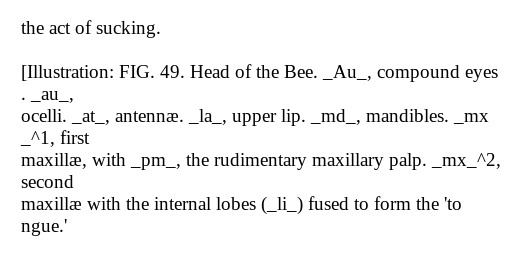 the act of sucking.
[Illustration: FIG. 49. Head of the Bee. _Au_, compound eyes
. _au_,
ocelli. _at_, antennæ. _la_, upper lip. _md_, mandibles. _mx
_^1, first
maxillæ, with _pm_, the rudimentary maxillary palp. _mx_^2,
second
maxillæ with the internal lobes (_li_) fused to form the 'to
ngue.'